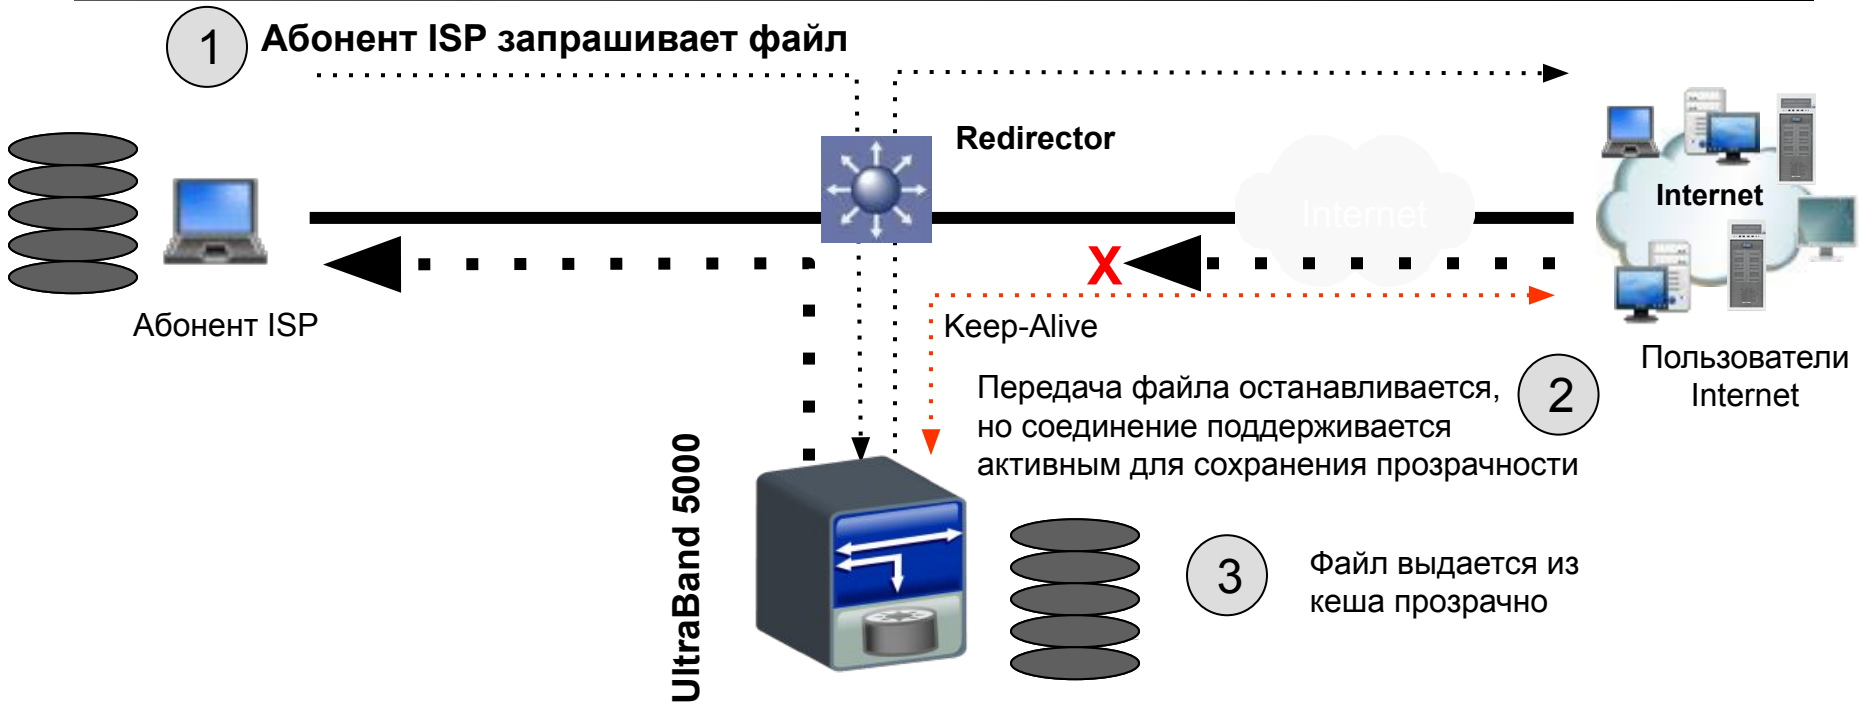 1
Абонент ISP запрашивает файл
Redirector
Internet
Internet
Абонент ISP
Keep-Alive
Пользователи
Internet
Передача файла останавливается,
но соединение поддерживается
активным для сохранения прозрачности
2
UltraBand 5000
3
Файл выдается из
кеша прозрачно
X